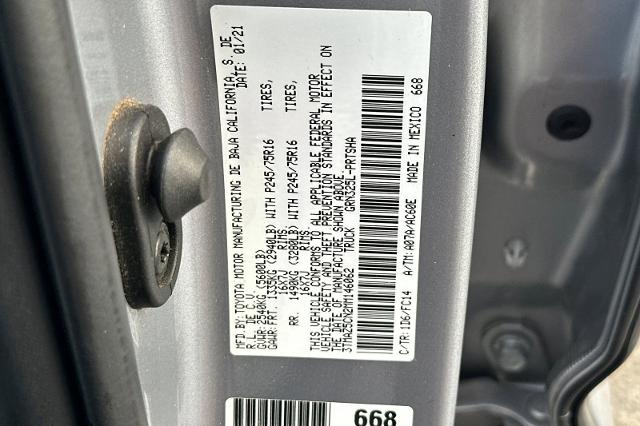 MFD.BY: TOYOTA MOTOR MANUFACTURING DE BAJA CALIFORNIA, S. DE
R.L. DE C.V. DATE: 01/21
GVWR: 2540KG (5600LB)
GAWR: FRT. 1335KG (2940LB) WITH P245/75R16 TIRES,
16X7J RIMS.
RR. 1490KG (3280LB) WITH P245/75R16 TIRES,
16X7J RIMS.
THIS VEHICLE CONFORMS TO ALL APPLICABLE FEDERAL MOTOR
VEHICLE SAFETY AND THEFT PREVENTION STANDARDS IN EFFECT ON
THE DATE OF MANUFACTURE SHOWN ABOVE.
3TMAZ5CN2MM146062 TRUCK GRN325L-PRTSHA
C/TR: 1D6/FC14 A/TM: A07A/AC60E MADE IN MEXICO 668
668